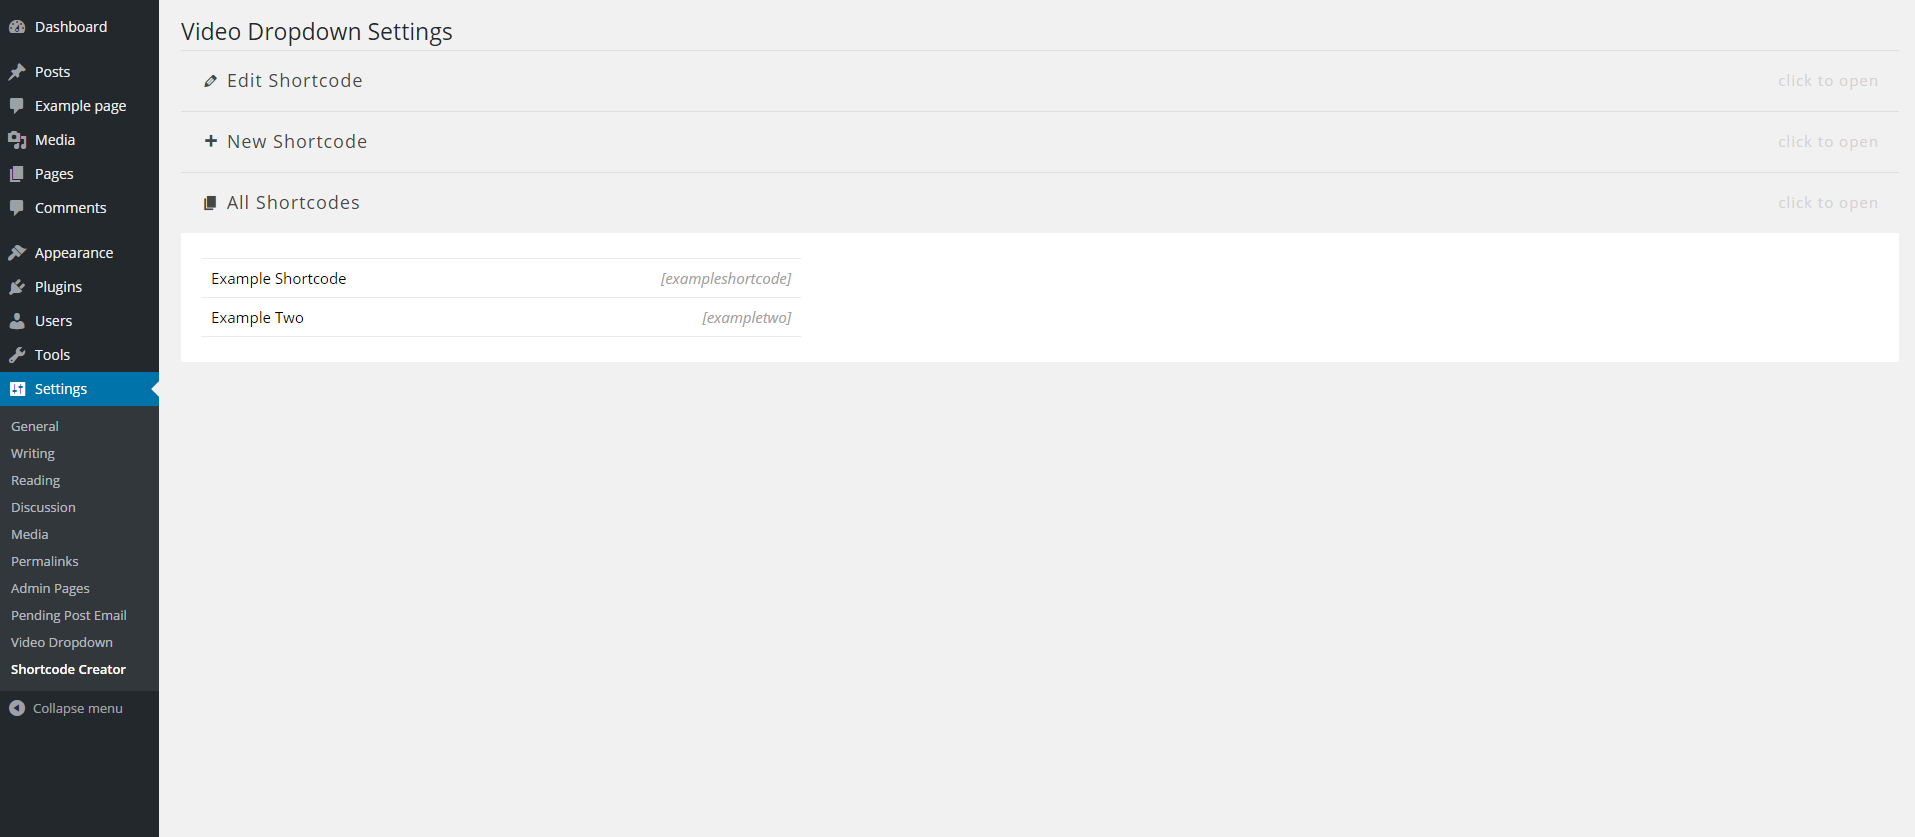 Dashboard
Posts
Example page
Media
Pages
Comments
Appearance
Plugins
Users
Tools
Settings
General
Writing
Reading
Discussion
Media
Permalinks
Admin Pages
Pending Post Email
Video Dropdown
Shortcode Creator
Collapse menu
Video Dropdown Settings
Edit Shortcode click to open
New Shortcode click to open
All Shortcodes click to open
Example Shortcode [exampleshortcode]
Example Two [exampletwo]